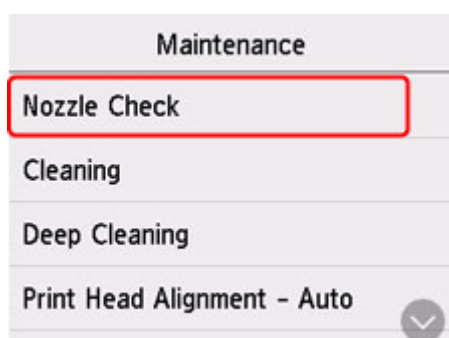 Maintenance
Nozzle Check
Cleaning
Deep Cleaning
Print Head Alignment - Auto